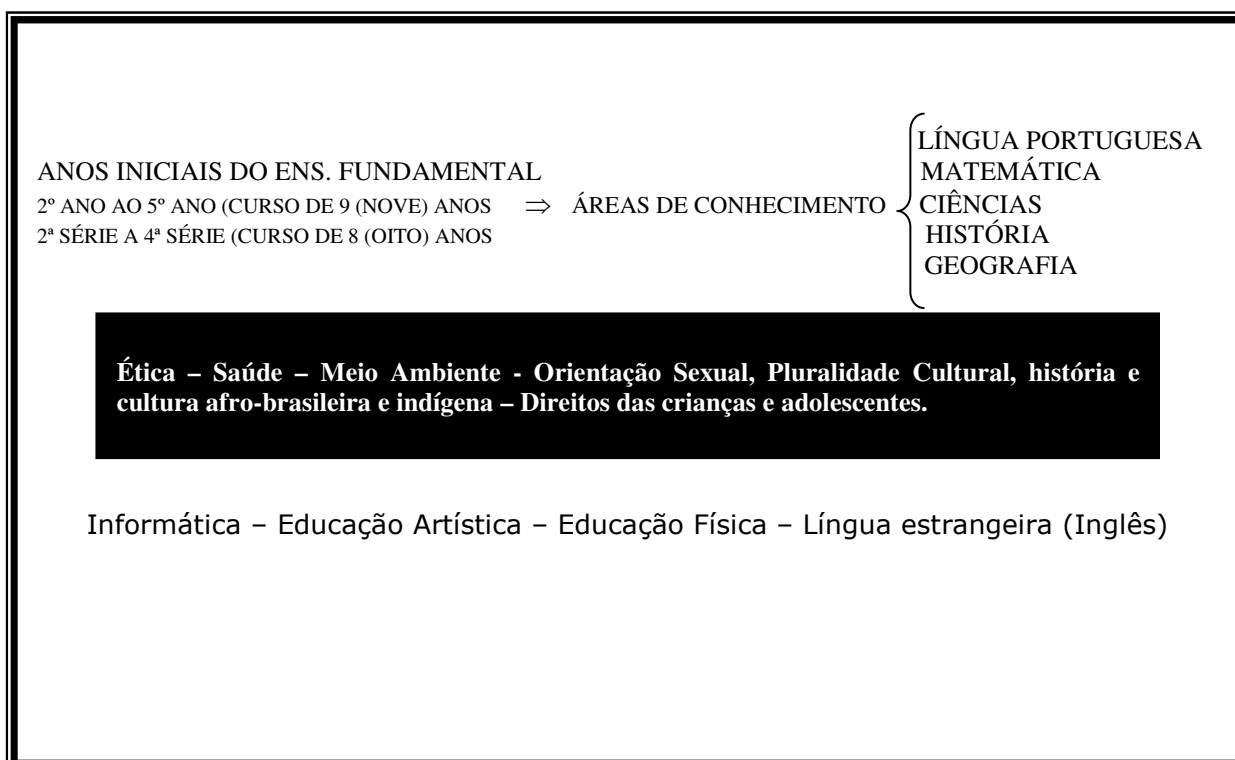 ANOS INICIAIS DO ENS. FUNDAMENTAL
2º ANO AO 5º ANO (CURSO DE 9 (NOVE) ANOS ⇒ ÁREAS DE CONHECIMENTO
2ª SÉRIE A 4ª SÉRIE (CURSO DE 8 (OITO) ANOS
LÍNGUA PORTUGUESA
MATEMÁTICA
CIÊNCIAS
HISTÓRIA
GEOGRAFIA
Ética – Saúde – Meio Ambiente - Orientação Sexual, Pluralidade Cultural, história e
cultura afro-brasileira e indígena – Direitos das crianças e adolescentes.
Informática – Educação Artística – Educação Física – Língua estrangeira (Inglês)